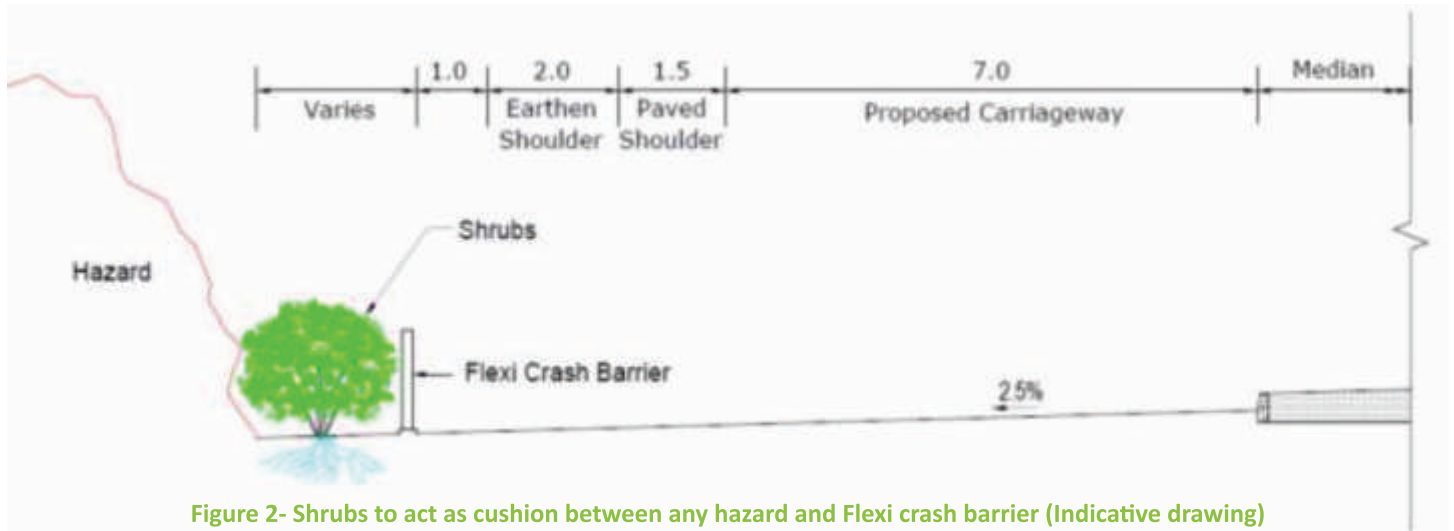 1.0 2.0 1.5 7.0 Median
Varies Earthen Paved Proposed Carriageway
Shoulder Shoulder
Shrubs
Hazard
Flexi Crash Barrier
2.5%
Figure 2- Shrubs to act as cushion between any hazard and Flexi crash barrier (Indicative drawing)